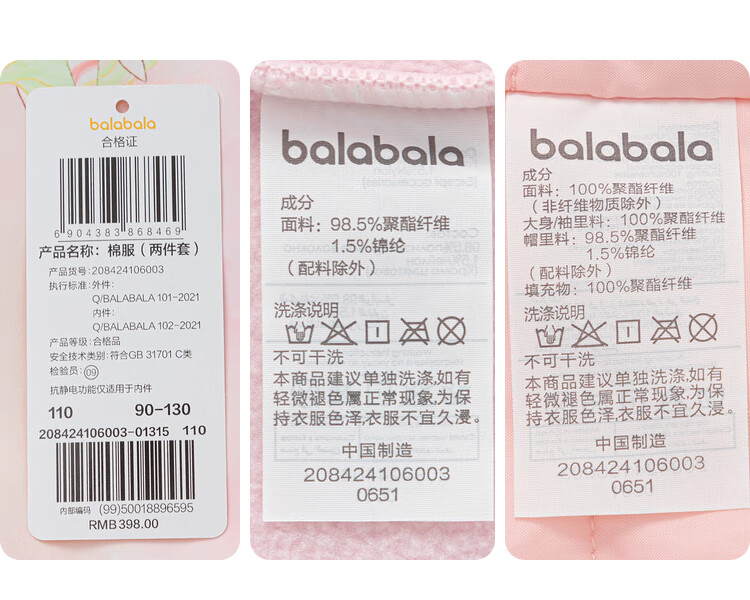 balabala
合格证
6904383868469
产品名称：棉服（两件套）
产品货号：208424106003
执行标准：外件：
Q/BALABALA 101-2021
内件：
Q/BALABALA 102-2021
产品等级：合格品
安全技术类别：符合GB 31701 C类
检验员：09
抗静电功能仅适用于内件
110 90-130
208424106003-01315 110
内部编码 (99)50018896595
RMB398.00
balabala
成分
面料：98.5%聚酯纤维
1.5%锦纶
（配料除外）
洗涤说明
不可干洗
本商品建议单独洗涤,如有
轻微褪色属正常现象,为保
持衣服色泽,衣服不宜久浸。
中国制造
208424106003
0651
balabala
成分
面料：100%聚酯纤维
（非纤维物质除外）
大身/袖里料：100%聚酯纤维
帽里料：98.5%聚酯纤维
1.5%锦纶
（配料除外）
填充物：100%聚酯纤维
洗涤说明
不可干洗
本商品建议单独洗涤,如有
轻微褪色属正常现象,为保
持衣服色泽,衣服不宜久浸。
中国制造
208424106003
0651